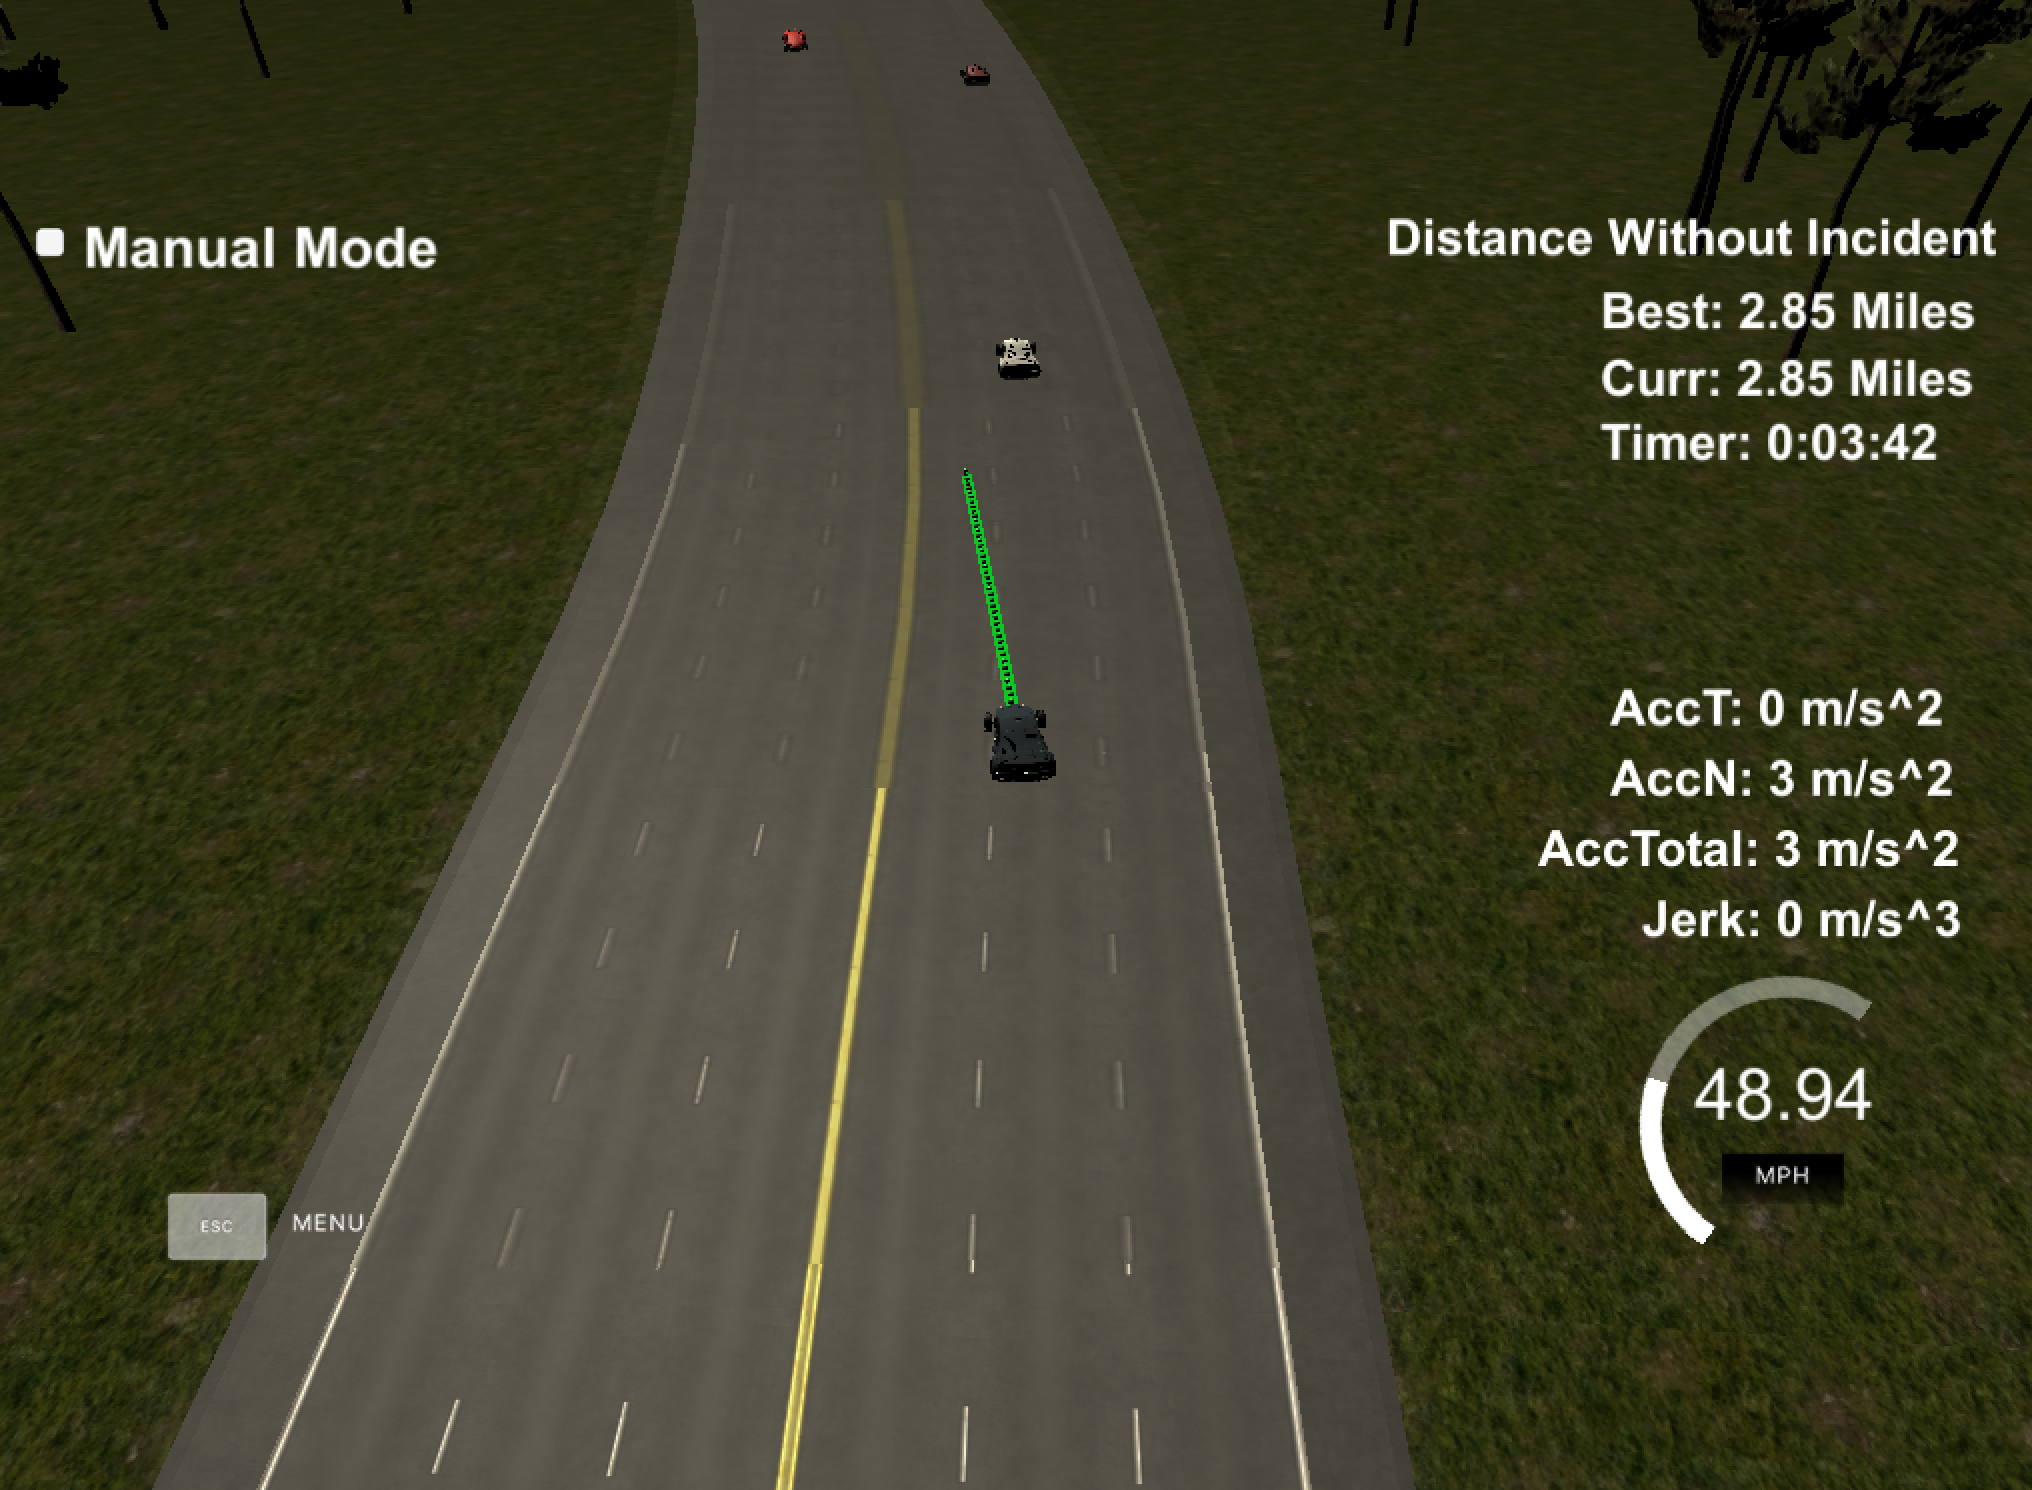 Manual Mode
Distance Without Incident
Best: 2.85 Miles
Curr: 2.85 Miles
Timer: 0:03:42
AccT: 0 m/s^2
AccN: 3 m/s^2
AccTotal: 3 m/s^2
Jerk: 0 m/s^3
48.94
MPH
ESC MENU